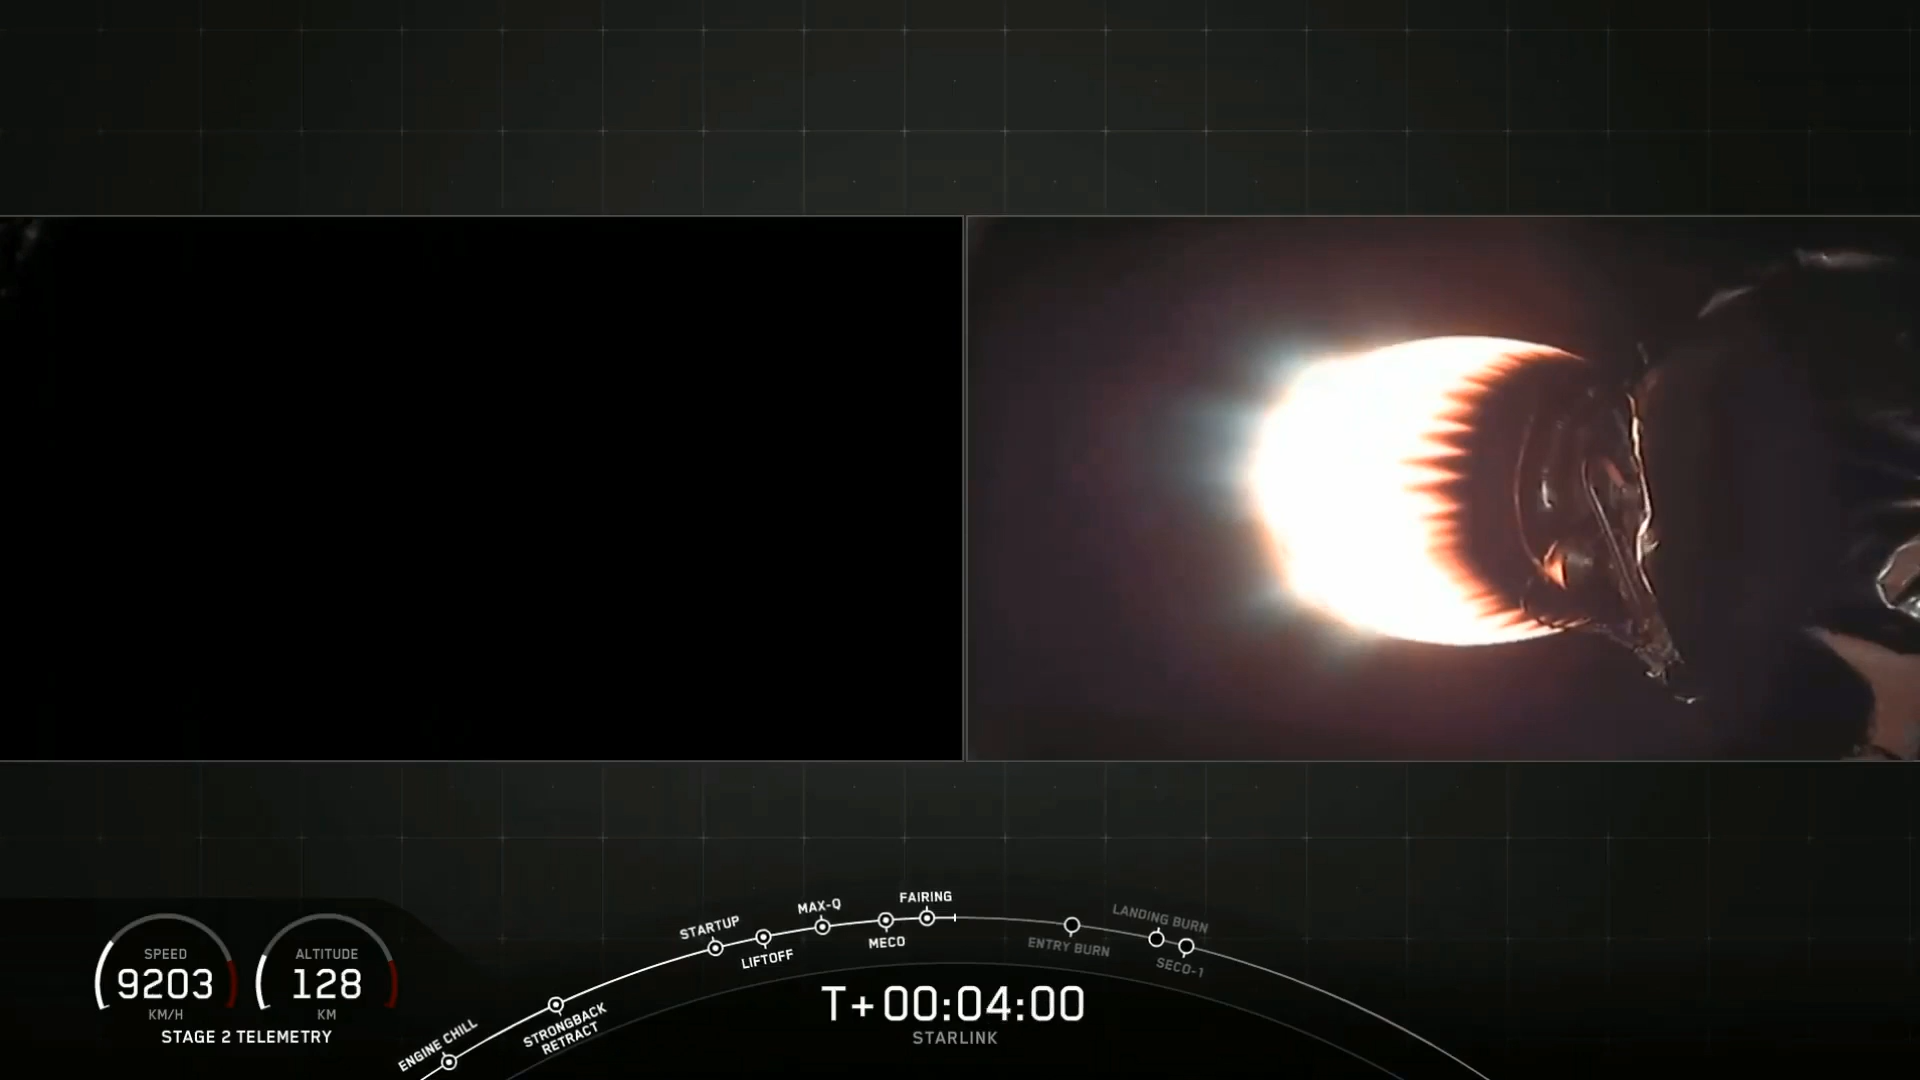 SPEED
9203
KM/H
ALTITUDE
128
KM
STAGE 2 TELEMETRY
ENGINE CHILL
STRONGBACK
RETRACT
STARTUP
LIFTOFF
MAX-Q
MECO
FAIRING
ENTRY BURN
LANDING BURN
SECO-1
T+00:04:00
STARLINK